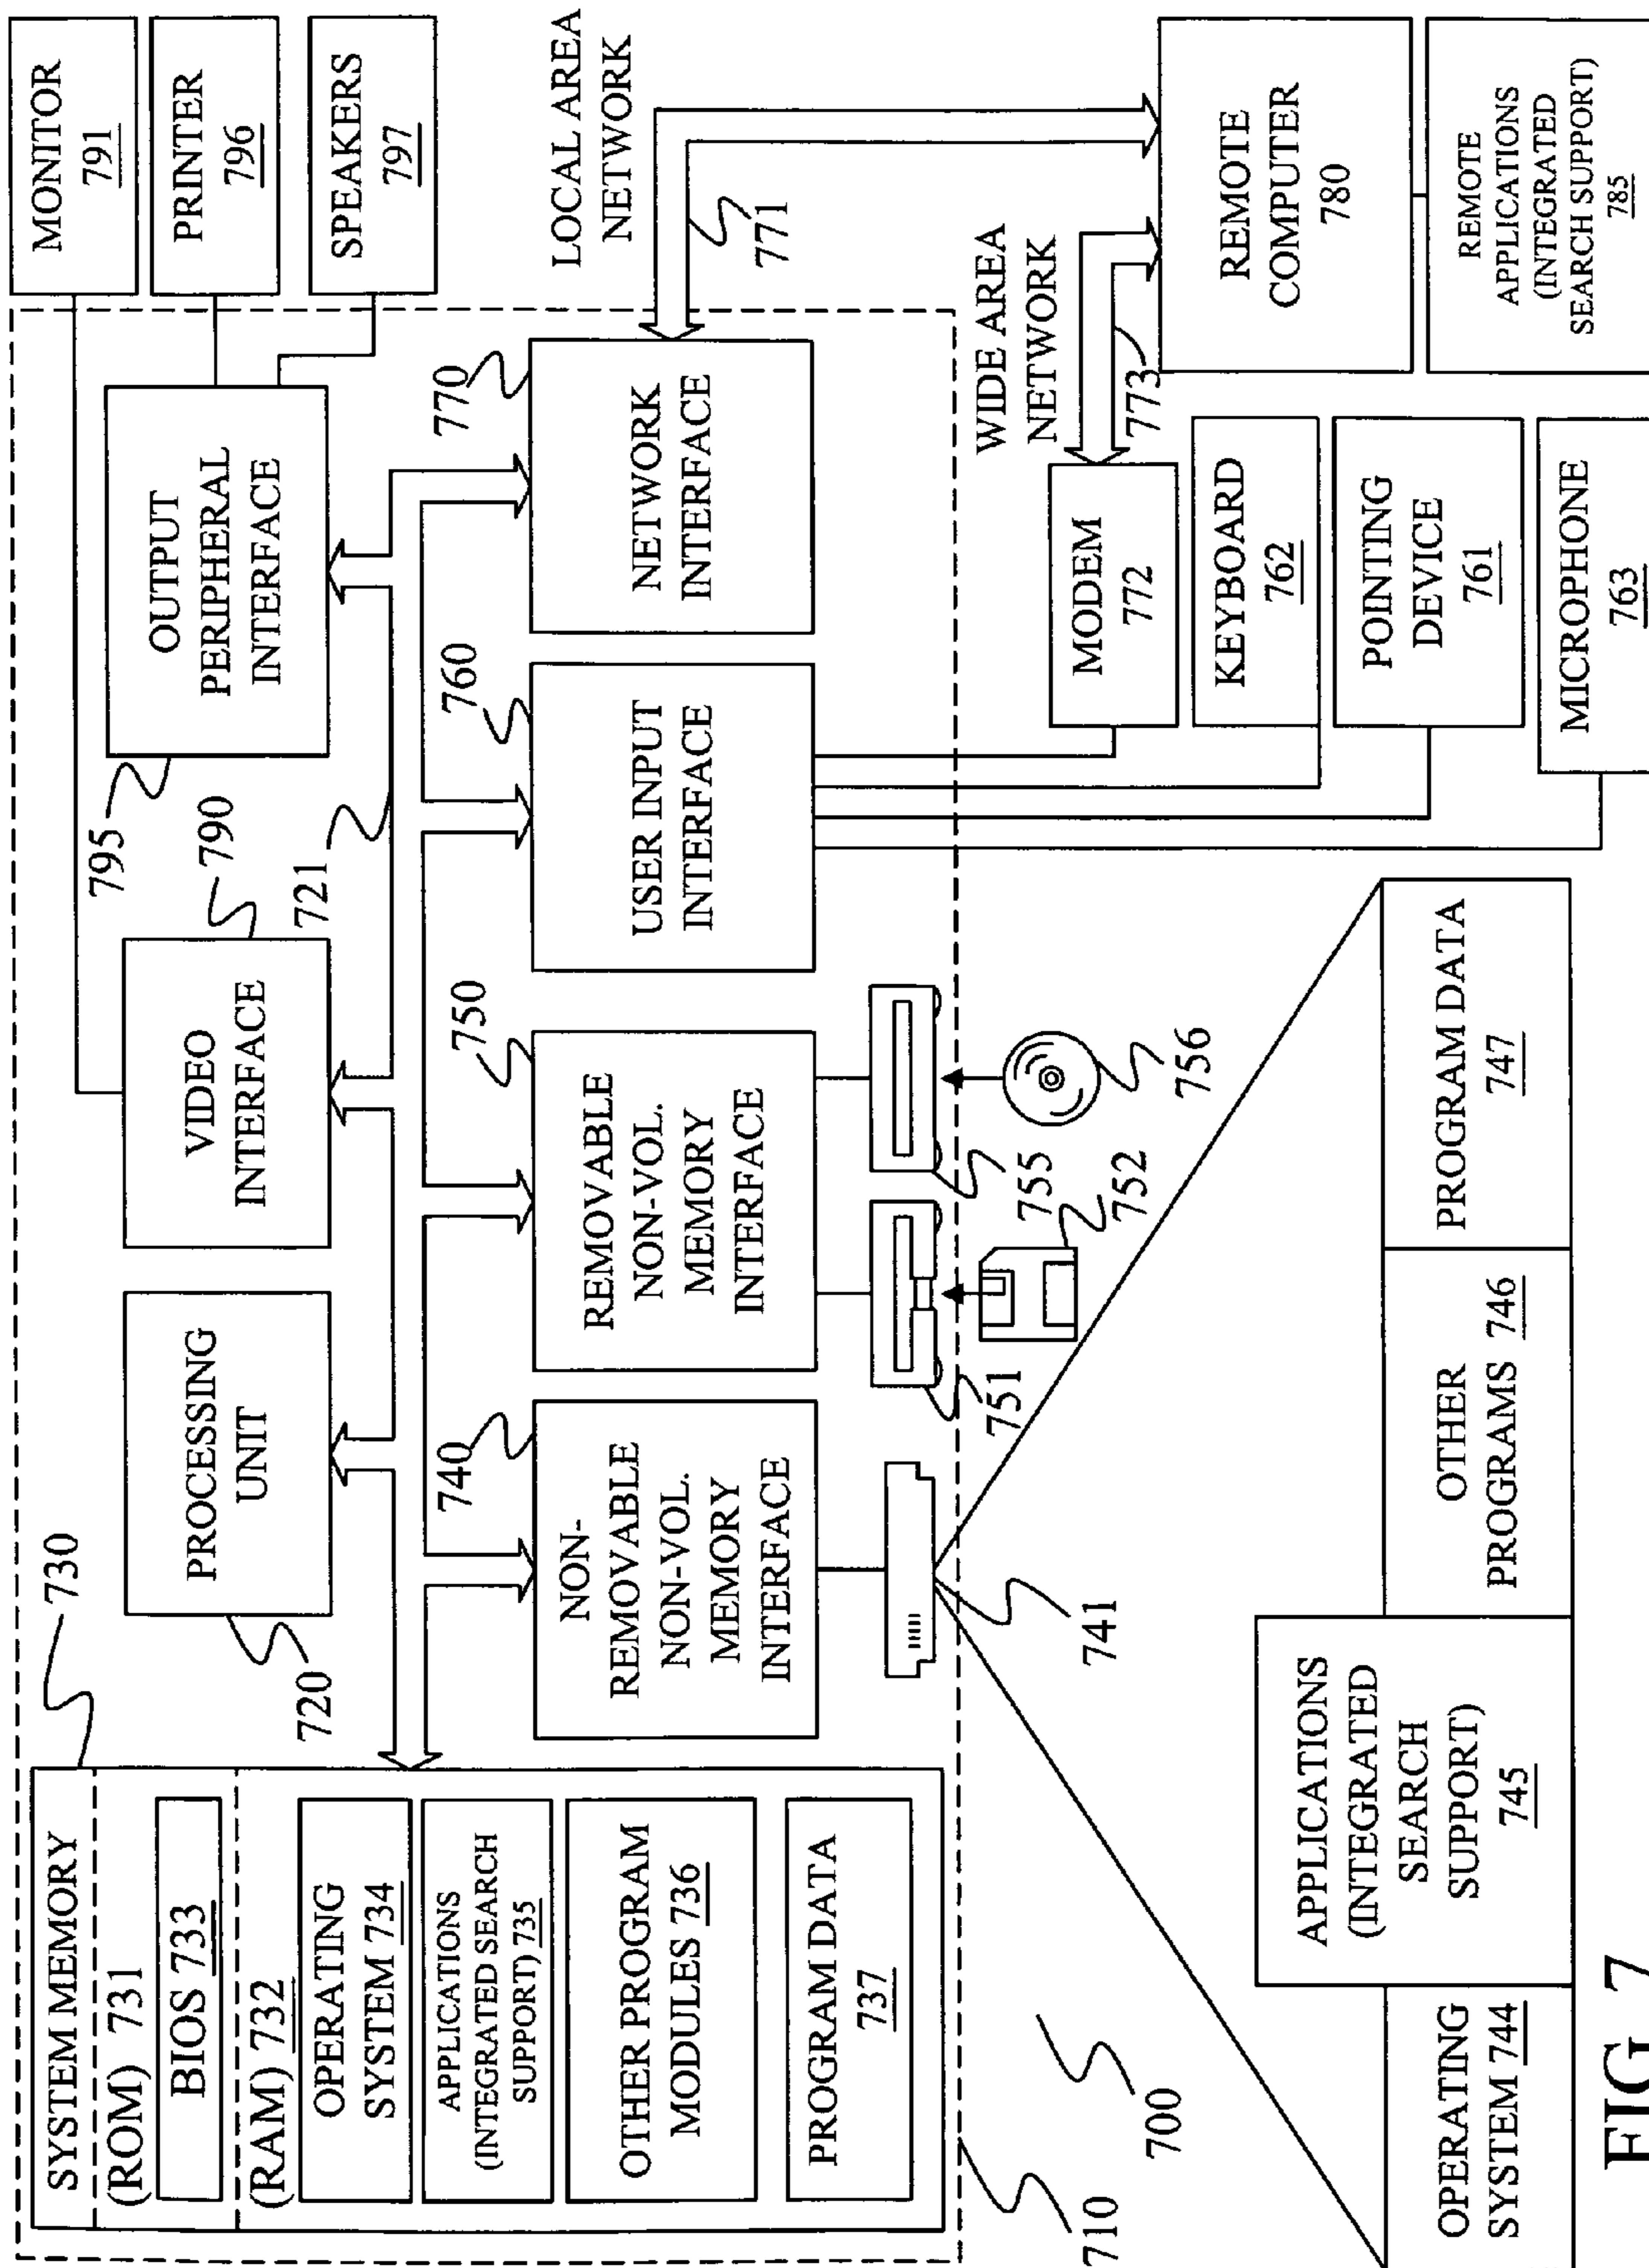 SYSTEM MEMORY
730
(ROM) 731
BIOS 733
(RAM) 732
OPERATING
SYSTEM 734
APPLICATIONS
(INTEGRATED SEARCH
SUPPORT) 735
OTHER PROGRAM
MODULES 736
PROGRAM DATA
737
710
700
PROCESSING
UNIT
720
VIDEO
INTERFACE
790
721
OUTPUT
PERIPHERAL
INTERFACE
795
MONITOR
791
PRINTER
796
SPEAKERS
797
NON-
REMOVABLE
NON-VOL.
MEMORY
INTERFACE
740
REMOVABLE
NON-VOL.
MEMORY
INTERFACE
750
USER INPUT
INTERFACE
760
NETWORK
INTERFACE
770
LOCAL AREA
NETWORK
771
741
751
752
755
756
WIDE AREA
NETWORK
773
MODEM
772
KEYBOARD
762
POINTING
DEVICE
761
MICROPHONE
763
REMOTE
COMPUTER
780
REMOTE
APPLICATIONS
(INTEGRATED
SEARCH SUPPORT)
785
OPERATING
SYSTEM 744
APPLICATIONS
(INTEGRATED
SEARCH
SUPPORT)
745
OTHER
PROGRAMS 746
PROGRAM DATA
747
FIG 7